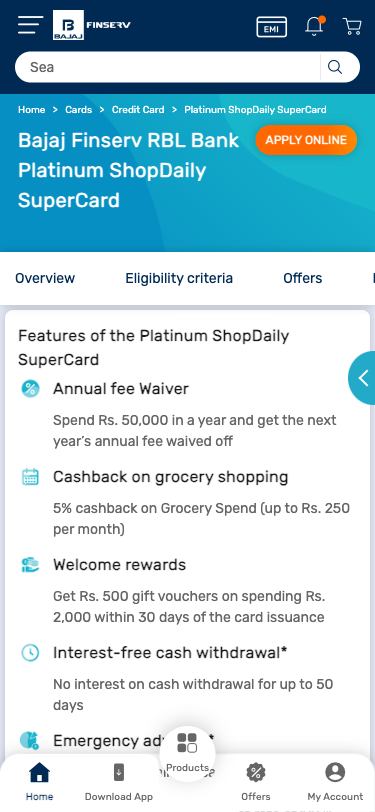 BAJAJ
FINSERV
EMI
Sea
Home > Cards > Credit Card > Platinum ShopDaily SuperCard
Bajaj Finserv RBL Bank
Platinum ShopDaily
SuperCard
APPLY ONLINE
Overview Eligibility criteria Offers
Features of the Platinum ShopDaily
SuperCard
Annual fee Waiver
Spend Rs. 50,000 in a year and get the next
year's annual fee waived off
Cashback on grocery shopping
5% cashback on Grocery Spend (up to Rs. 250
per month)
Welcome rewards
Get Rs. 500 gift vouchers on spending Rs.
2,000 within 30 days of the card issuance
Interest-free cash withdrawal*
No interest on cash withdrawal for up to 50
days
Emergency
Products
Home Download App Offers My Account